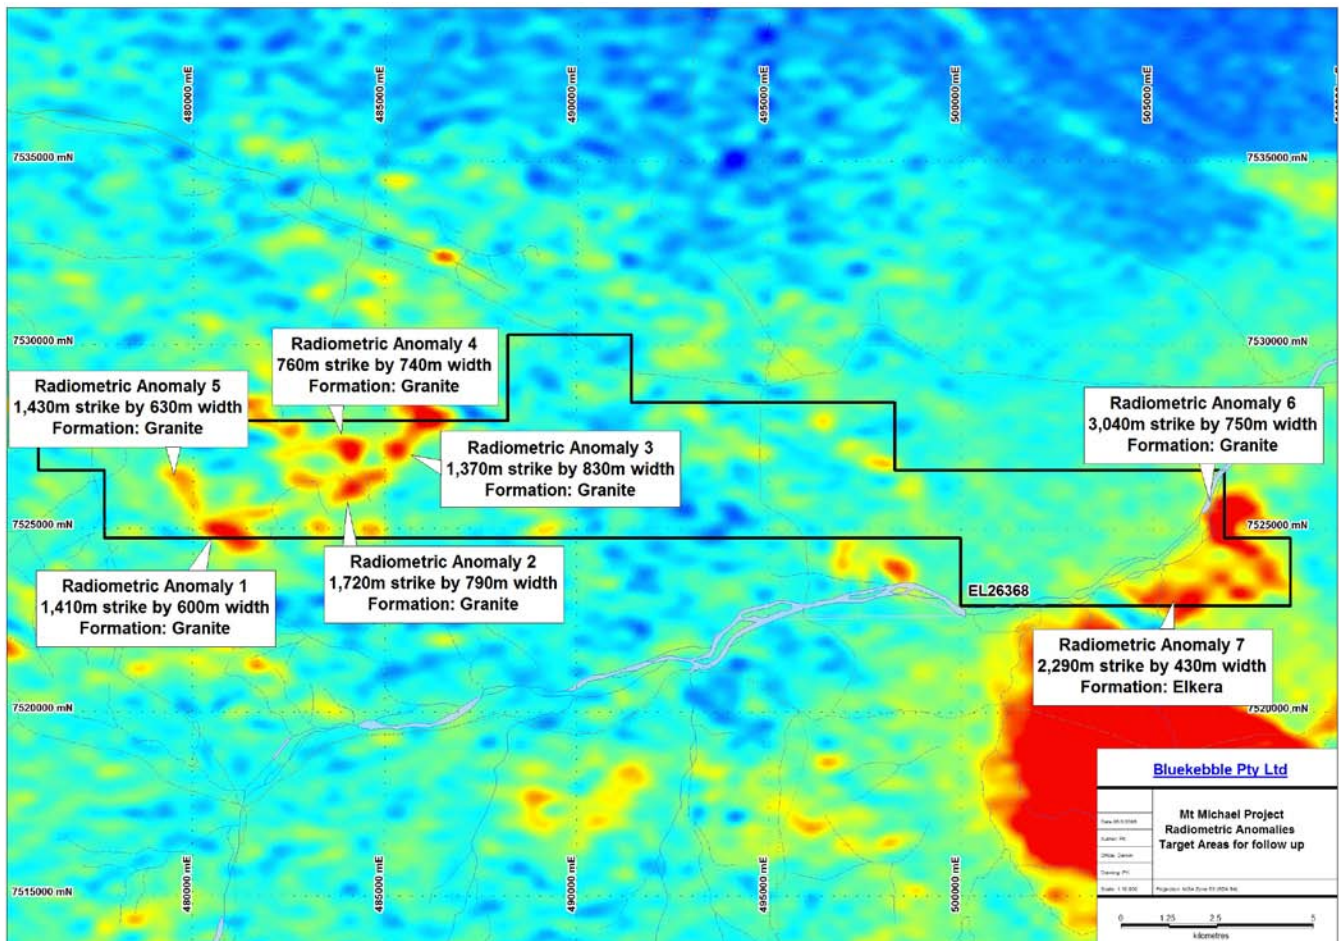 480000 mE
485000 mE
490000 mE
495000 mE
500000 mE
505000 mE
7535000 mN
7535000 mN
7530000 mN
7530000 mN
Radiometric Anomaly 4
760m strike by 740m width
Formation: Granite
Radiometric Anomaly 5
1,430m strike by 630m width
Formation: Granite
Radiometric Anomaly 6
3,040m strike by 750m width
Formation: Granite
Radiometric Anomaly 3
1,370m strike by 830m width
Formation: Granite
7525000 mN
7525000 mN
Radiometric Anomaly 2
1,720m strike by 790m width
Formation: Granite
Radiometric Anomaly 1
1,410m strike by 600m width
Formation: Granite
EL26368
Radiometric Anomaly 7
2,290m strike by 430m width
Formation: Elkera
7520000 mN
7520000 mN
Bluekebble Pty Ltd
Mt Michael Project
Radiometric Anomalies
Target Areas for follow up
7515000 mN
480000 mE
485000 mE
490000 mE
495000 mE
500000 mE
0 1.25 2.5 5
kilometres